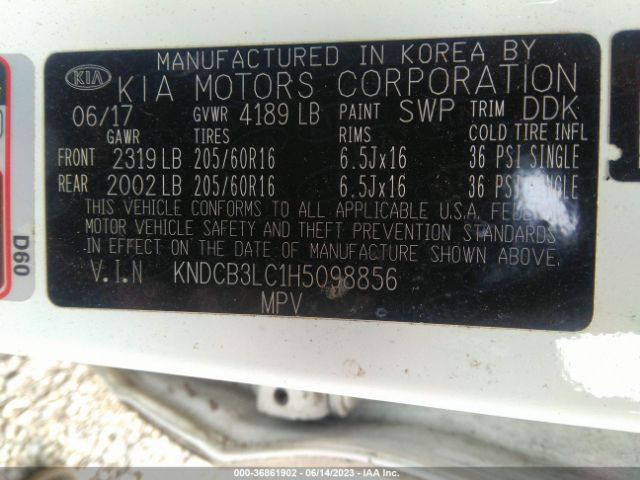 MANUFACTURED IN KOREA BY
KIA KIA MOTORS CORPORATION
06/17 GVWR 4189 LB PAINT SWP TRIM DDK
GAWR TIRES RIMS COLD TIRE INFL
FRONT 2319 LB 205/60R16 6.5Jx16 36 PSI SINGLE
REAR 2002 LB 205/60R16 6.5Jx16 36 PSI SINGLE
THIS VEHICLE CONFORMS TO ALL APPLICABLE U.S.A. FEDE
MOTOR VEHICLE SAFETY AND THEFT PREVENTION STANDARDS
IN EFFECT ON THE DATE OF MANUFACTURE SHOWN ABOVE.
V.I.N KNDCB3LC1H5098856
MPV
D60
000-36861902 - 06/14/2023 - IAA Inc.